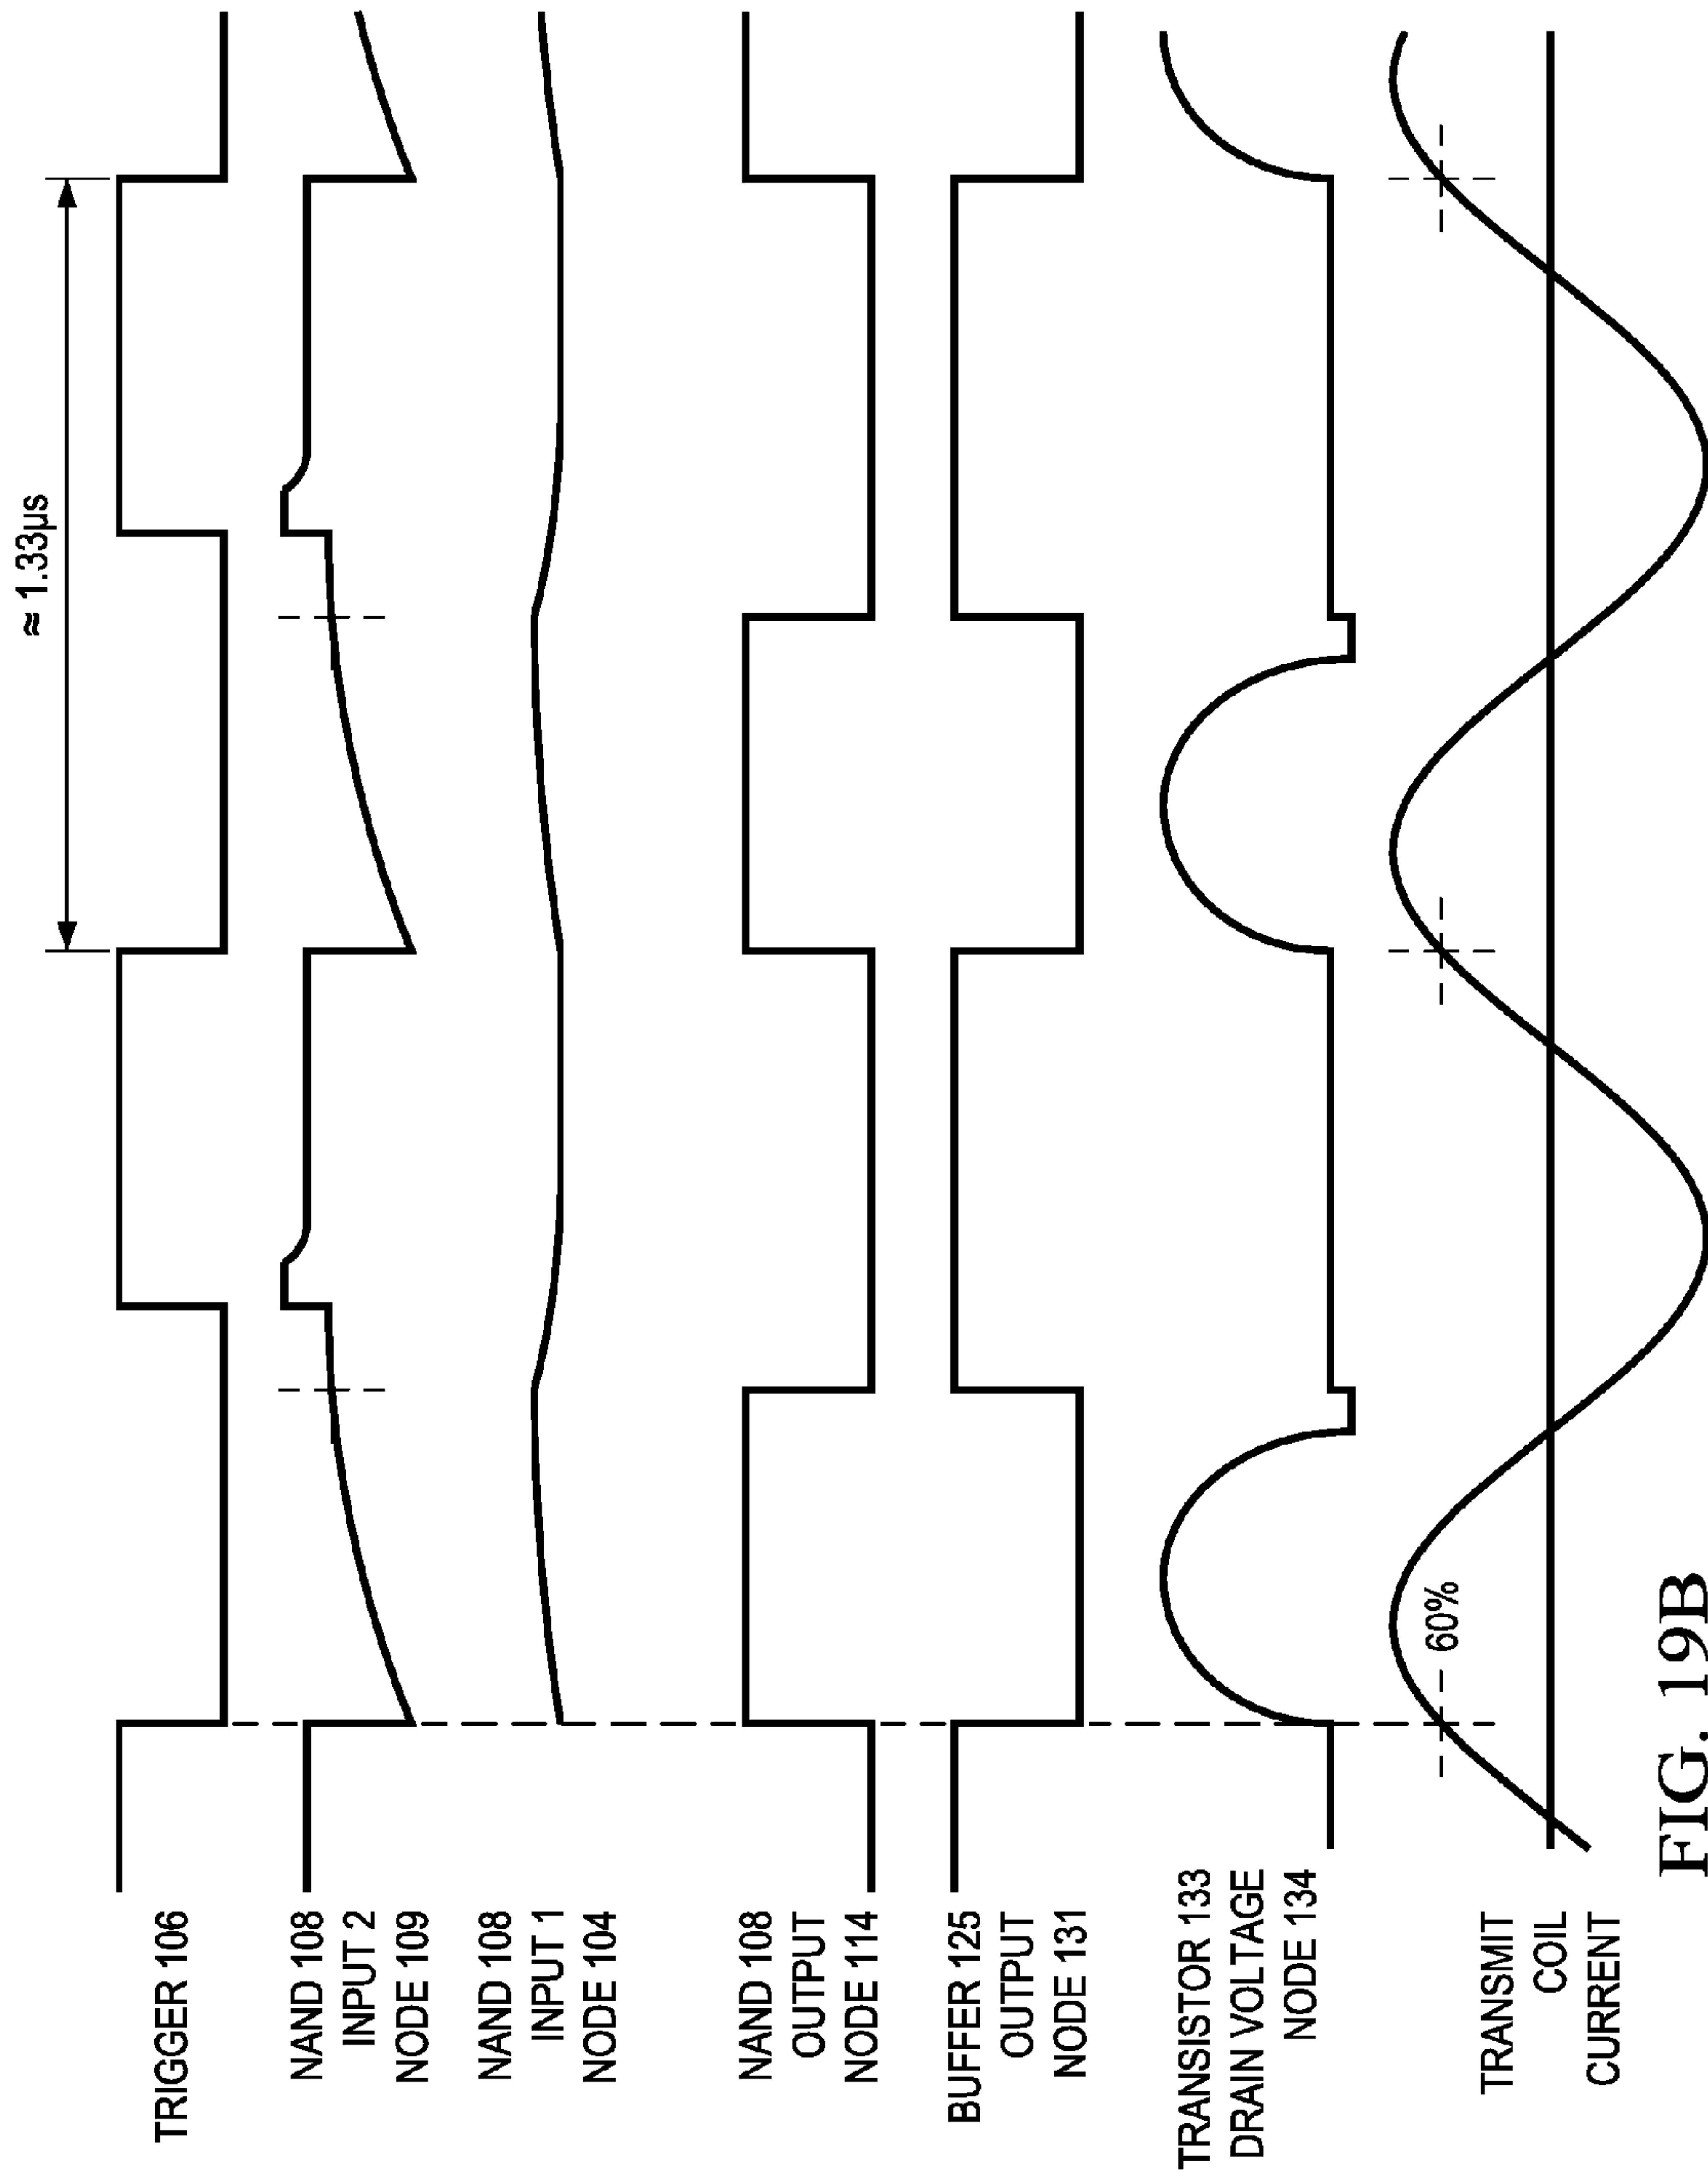 ≈ 1.33µs
TRIGGER 106
NAND 108
INPUT 2
NODE 109
NAND 108
INPUT 1
NODE 104
NAND 108
OUTPUT
NODE 114
BUFFER 125
OUTPUT
NODE 131
TRANSISTOR 133
DRAIN VOLTAGE
NODE 134
60%
TRANSMIT
COIL
CURRENT
FIG. 19B